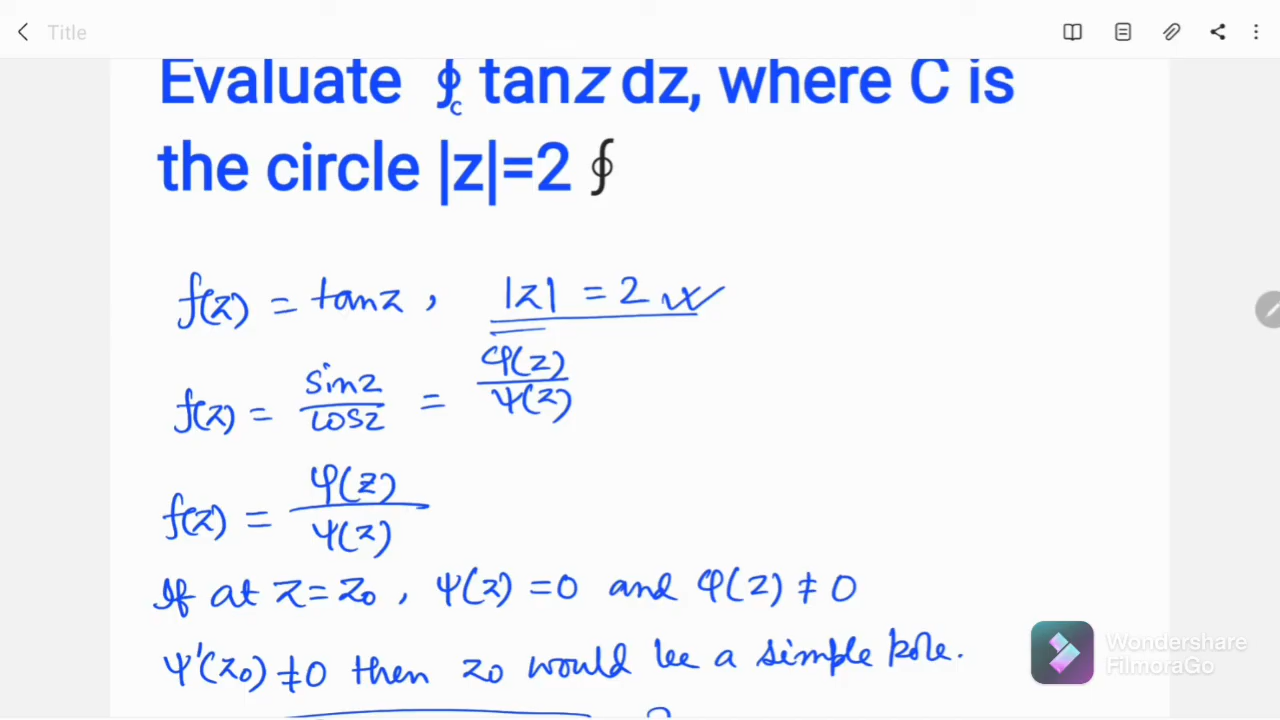 Title
Evaluate ∮c tanz dz, where C is
the circle |z|=2 ∮
f(z) = tanz , |z| = 2
f(z) = sinz/cosz = φ(z)/ψ(z)
f(z) = φ(z)/ψ(z)
If at z = z₀ , ψ(z) = 0 and φ(z) ≠ 0
ψ'(z₀) ≠ 0 then z₀ would be a simple pole.
Wondershare
FilmoraGo